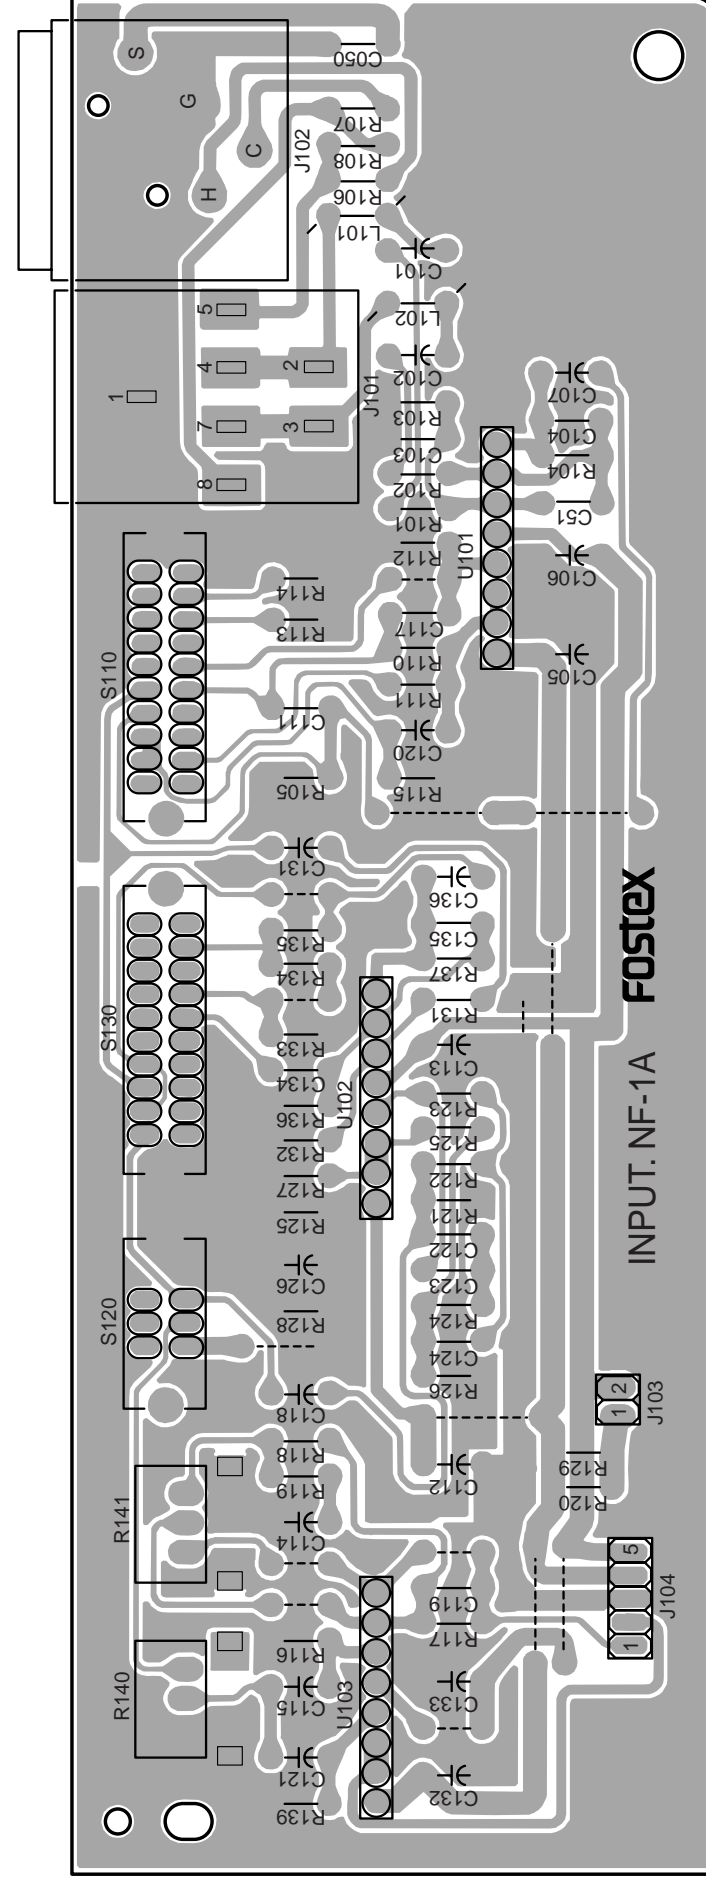 S
C050
G
R107
C
J102
R108
H
R106
L101
C101
5
L102
4
2
C102
J101
1
C107
R103
7
3
C104
C103
R104
8
R102
C51
R101
U101
R112
C106
R114
C117
R113
S110
R110
C105
R111
C111
C120
R105
R115
C131
C136
R135
C135
FOSTEX
R134
R137
R131
S130
R133
C113
C134
U102
R123
R136
R125
R132
R122
INPUT. NF-1A
R127
R121
R125
C122
C126
C123
S120
R128
R124
C124
R126
1 2
J103
C118
R118
C112
R129
R119
R120
R141
C114
5
C119
J104
R117
1
R116
R140
C115
U103
C133
C121
C132
R139